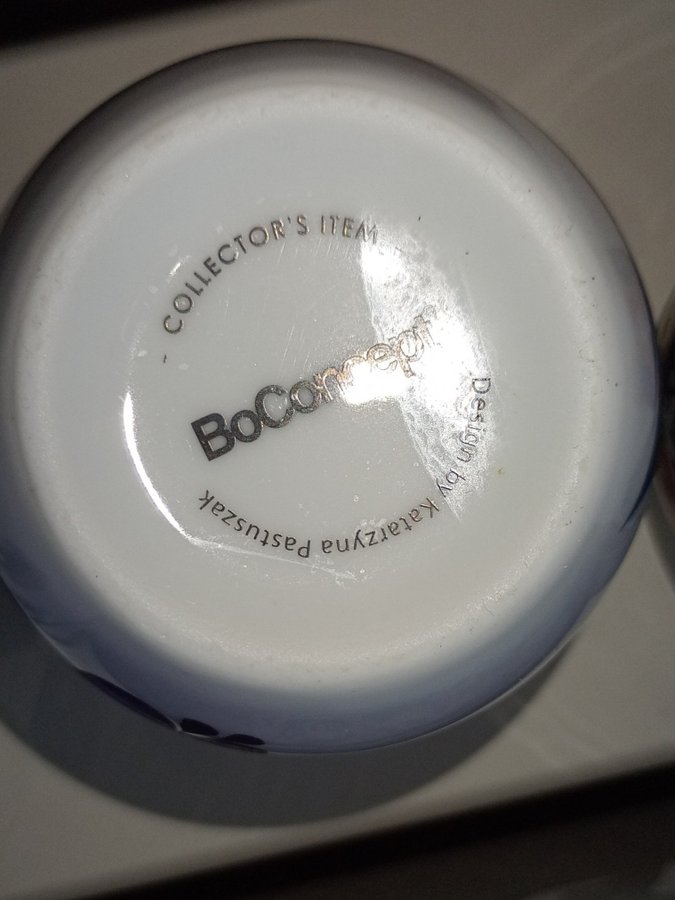 - COLLECTOR'S ITEM -
BoConcept®
Design by Katarzyna Pastuszak